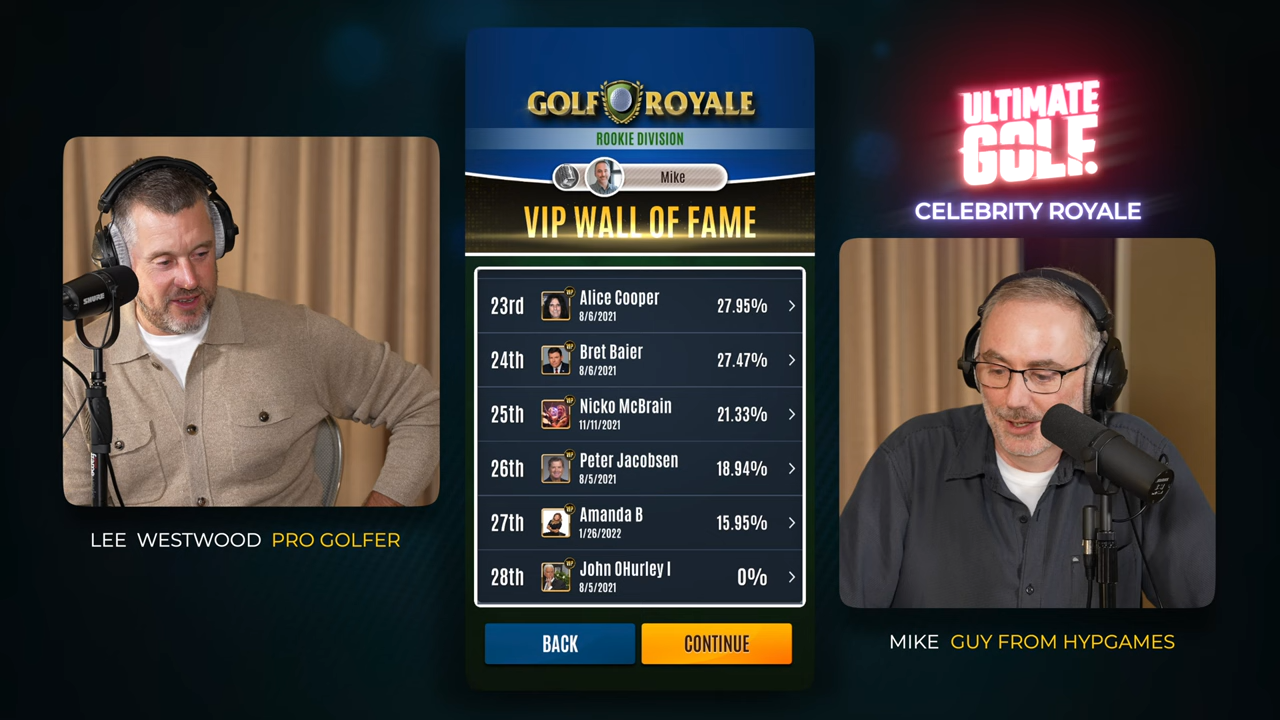 GOLF ROYALE
ROOKIE DIVISION
Mike
VIP WALL OF FAME
23rd Alice Cooper 27.95%
8/6/2021
24th Bret Baier 27.47%
8/6/2021
25th Nicko McBrain 21.33%
11/11/2021
26th Peter Jacobsen 18.94%
8/5/2021
27th Amanda B 15.95%
1/26/2022
28th John OHurley I 0%
8/5/2021
BACK CONTINUE
SHURE
LEE WESTWOOD PRO GOLFER
ULTIMATE
GOLF.
CELEBRITY ROYALE
MIKE GUY FROM HYPGAMES